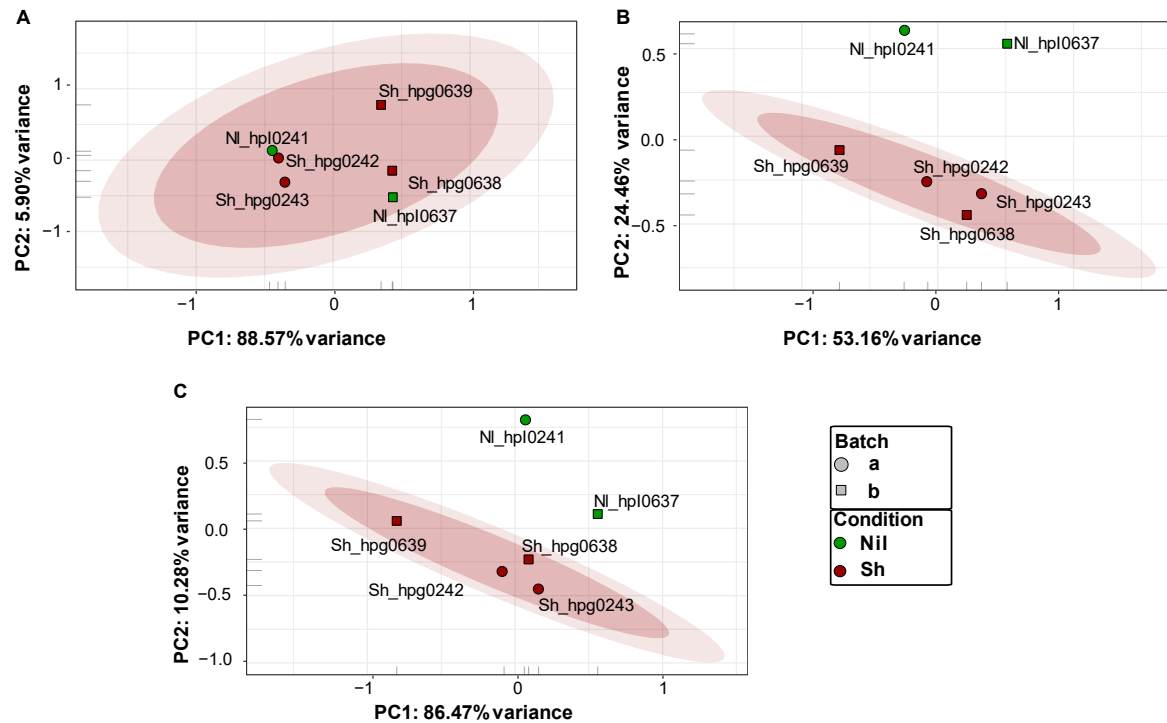 A
PC2: 5.90% variance
1
0
−1
Sh_hpg0639
Nl_hpl0241
Sh_hpg0242
Sh_hpg0243
Sh_hpg0638
Nl_hpl0637
−1
0
1
PC1: 88.57% variance
B
PC2: 24.46% variance
0.5
0.0
−0.5
Nl_hpl0241
Nl_hpl0637
Sh_hpg0639
Sh_hpg0242
Sh_hpg0243
Sh_hpg0638
−1
0
1
PC1: 53.16% variance
C
PC2: 10.28% variance
0.5
0.0
−0.5
−1.0
Nl_hpl0241
Nl_hpl0637
Sh_hpg0639
Sh_hpg0638
Sh_hpg0242
Sh_hpg0243
−1
0
1
PC1: 86.47% variance
Batch
a
b
Condition
Nil
Sh